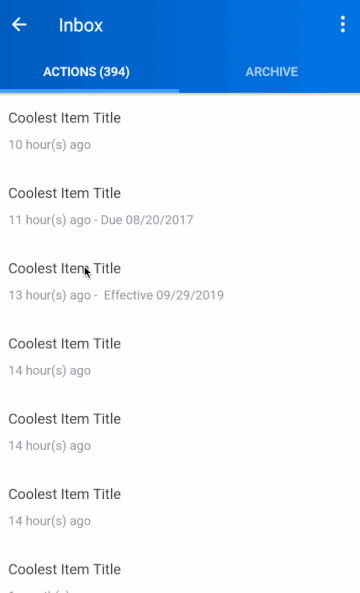 Inbox
ACTIONS (394)
ARCHIVE
Coolest Item Title
10 hour(s) ago
Coolest Item Title
11 hour(s) ago - Due 08/20/2017
Coolest Item Title
13 hour(s) ago - Effective 09/29/2019
Coolest Item Title
14 hour(s) ago
Coolest Item Title
14 hour(s) ago
Coolest Item Title
14 hour(s) ago
Coolest Item Title